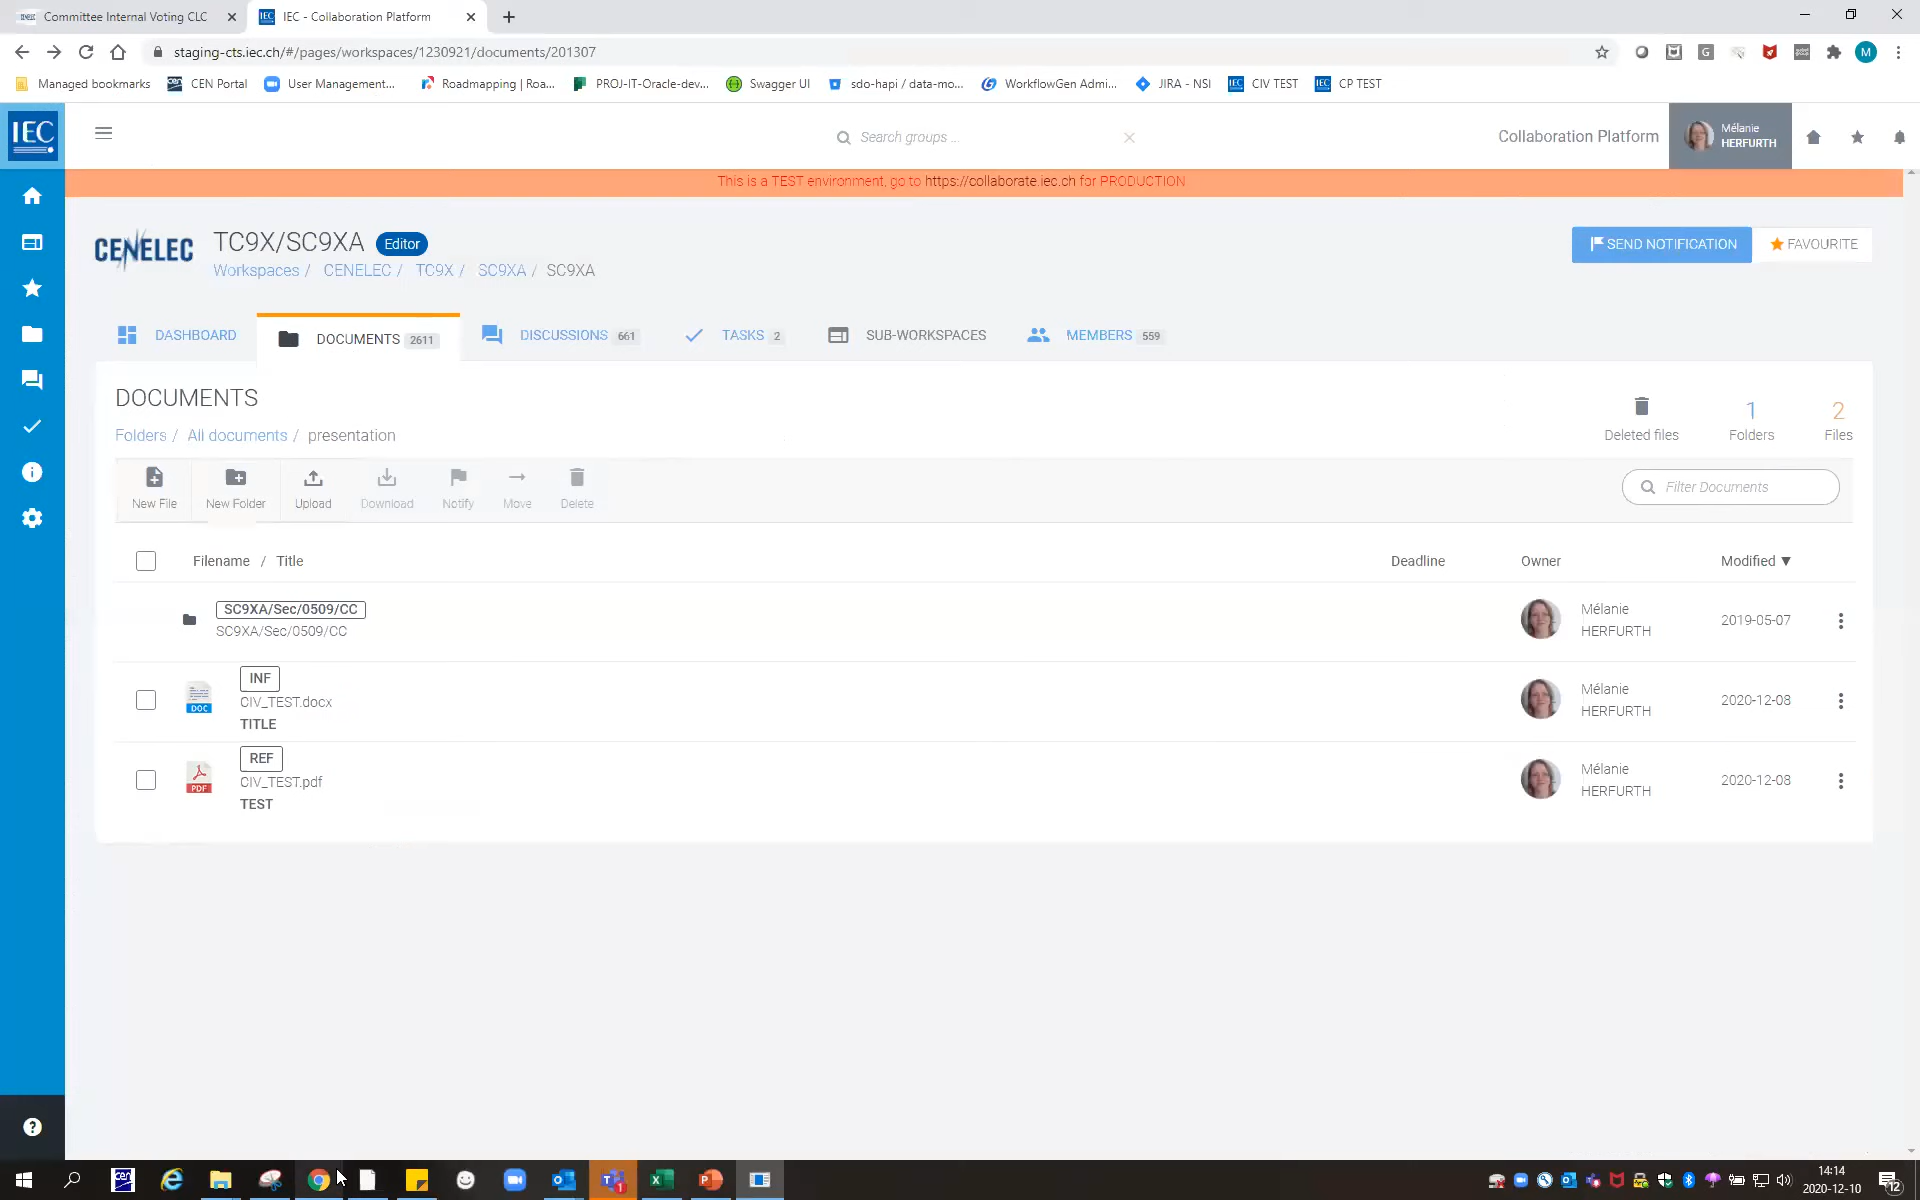 Committee Internal Voting CLC
IEC - Collaboration Platform
staging-cts.iec.ch/#/pages/workspaces/1230921/documents/201307
M
Managed bookmarks
CEN Portal
User Management...
Roadmapping | Roa...
PROJ-IT-Oracle-dev...
Swagger UI
sdo-hapi / data-mo...
WorkflowGen Admi...
JIRA - NSI
CIV TEST
CP TEST
IEC
Search groups ...
Collaboration Platform
Mélanie
HERFURTH
This is a TEST environment, go to https://collaborate.iec.ch for PRODUCTION
CENELEC
TC9X/SC9XA Editor
Workspaces / CENELEC / TC9X / SC9XA / SC9XA
SEND NOTIFICATION
FAVOURITE
DASHBOARD
DOCUMENTS 2611
DISCUSSIONS 661
TASKS 2
SUB-WORKSPACES
MEMBERS 559
DOCUMENTS
Folders / All documents / presentation
Deleted files
1
Folders
2
Files
New File
New Folder
Upload
Download
Notify
Move
Delete
Filter Documents
Filename / Title
Deadline
Owner
Modified ▼
SC9XA/Sec/0509/CC
SC9XA/Sec/0509/CC
Mélanie
HERFURTH
2019-05-07
DOC
INF
CIV_TEST.docx
TITLE
Mélanie
HERFURTH
2020-12-08
PDF
REF
CIV_TEST.pdf
TEST
Mélanie
HERFURTH
2020-12-08
14:14
2020-12-10
12